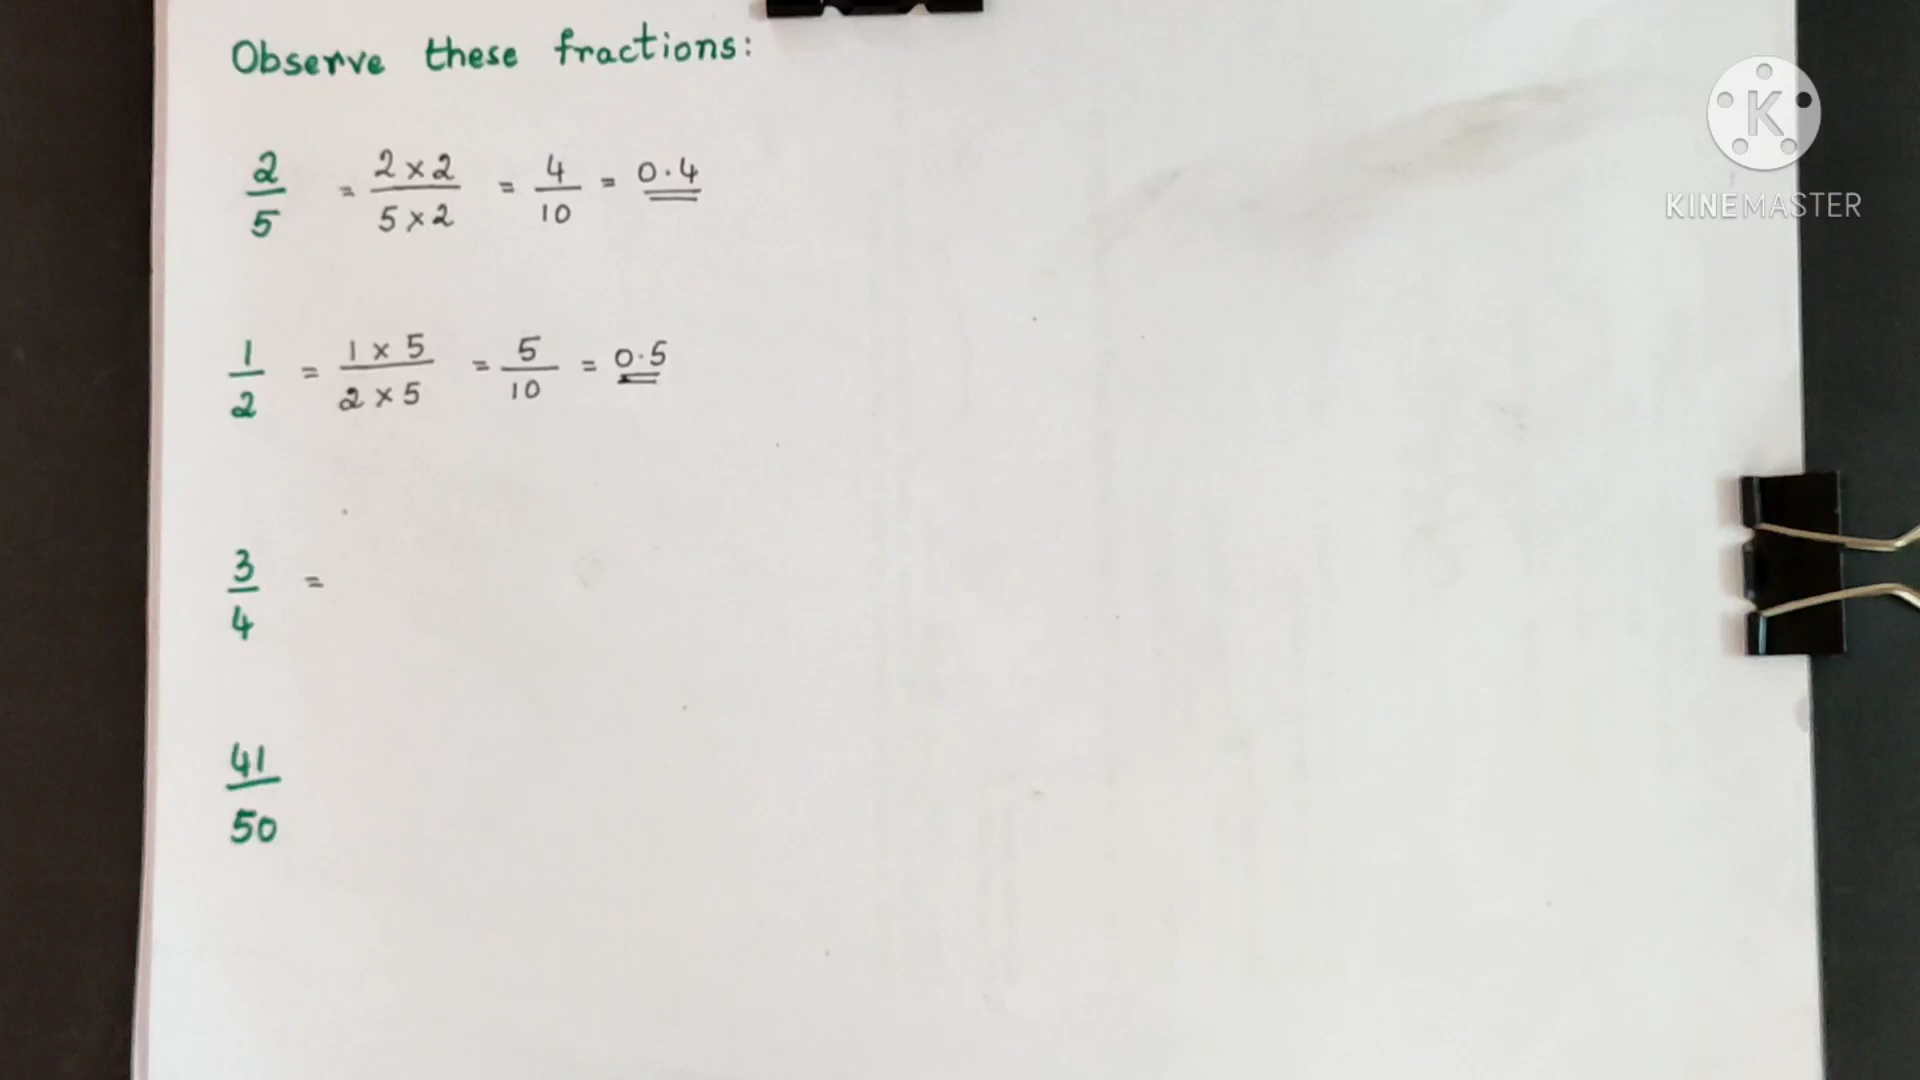 Observe these fractions:
2/5 = 2×2/5×2 = 4/10 = 0.4
1/2 = 1×5/2×5 = 5/10 = 0.5
3/4 =
41/50
K
KINEMASTER